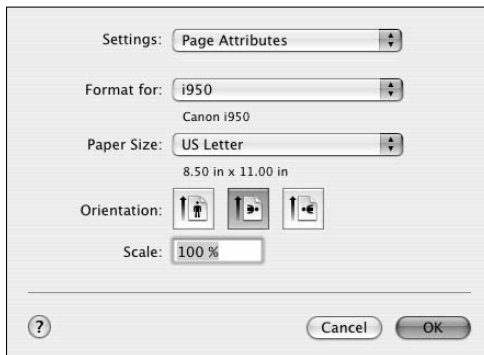 Settings: Page Attributes
Format for: i950
Canon i950
Paper Size: US Letter
8.50 in x 11.00 in
Orientation:
Scale: 100 %
? Cancel OK